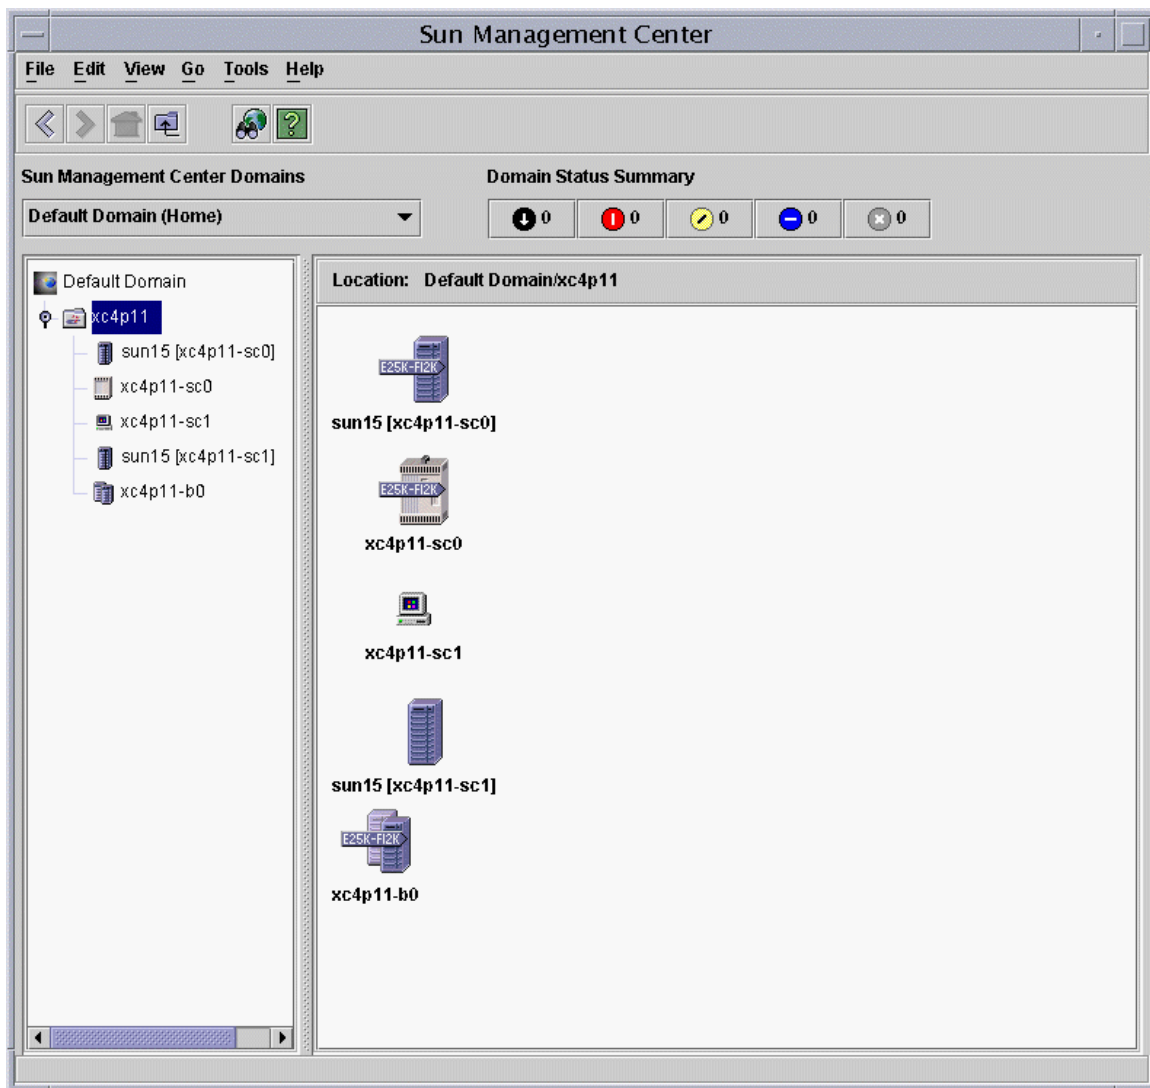 Sun Management Center
File Edit View Go Tools Help
Sun Management Center Domains
Domain Status Summary
Default Domain (Home)
0 0 0 0 0
Default Domain
xc4p11
sun15 [xc4p11-sc0]
xc4p11-sc0
xc4p11-sc1
sun15 [xc4p11-sc1]
xc4p11-b0
Location: Default Domain/xc4p11
E25K-F12K
sun15 [xc4p11-sc0]
E25K-F12K
xc4p11-sc0
xc4p11-sc1
sun15 [xc4p11-sc1]
E25K-F12K
xc4p11-b0